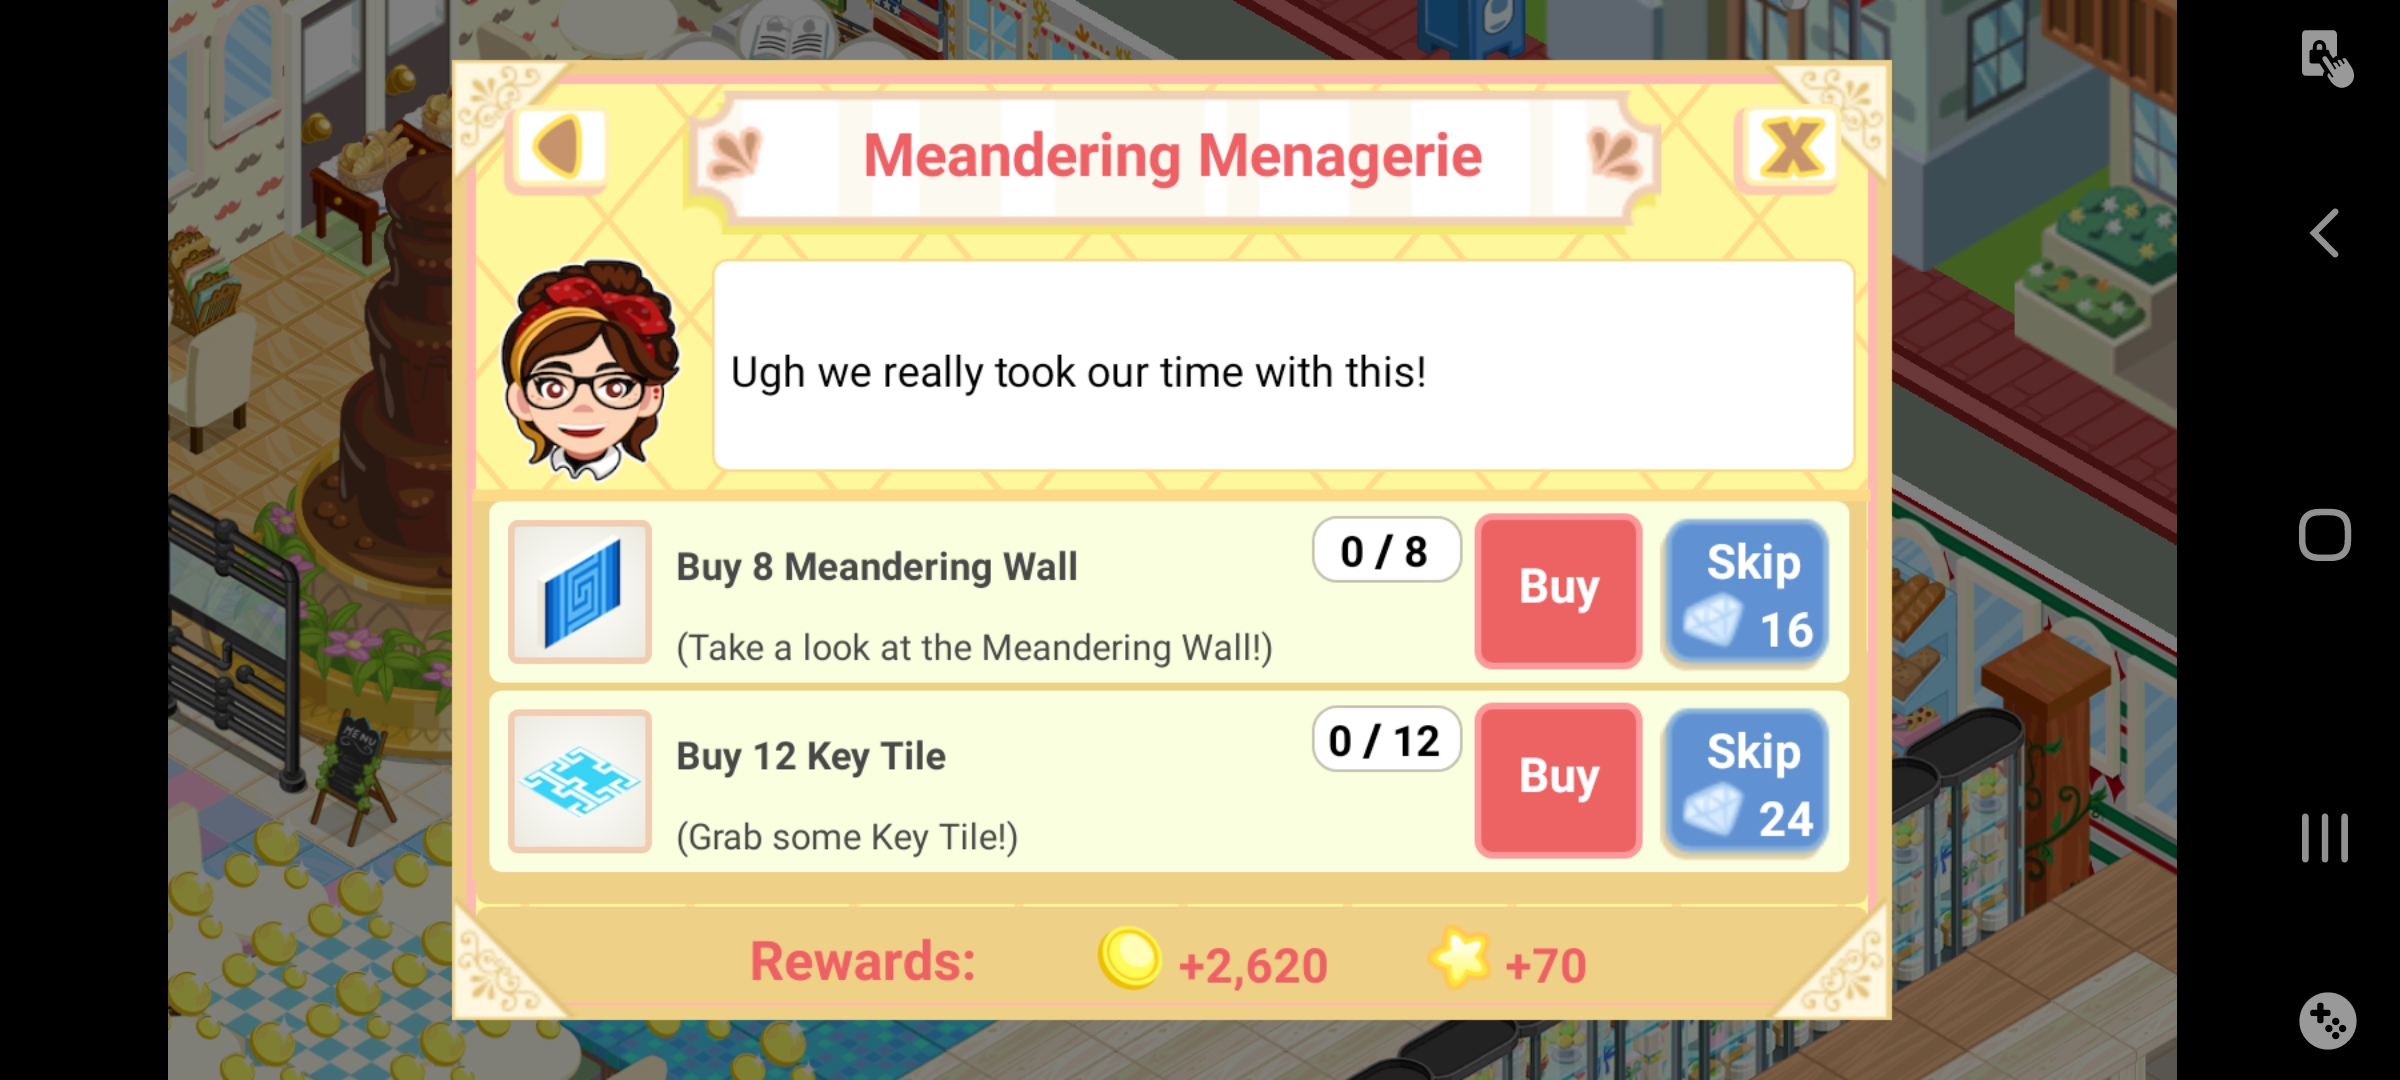 Meandering Menagerie
Ugh we really took our time with this!
Buy 8 Meandering Wall
(Take a look at the Meandering Wall!)
0 / 8
Buy
Skip
16
Buy 12 Key Tile
(Grab some Key Tile!)
0 / 12
Buy
Skip
24
Rewards: +2,620 +70
MENU